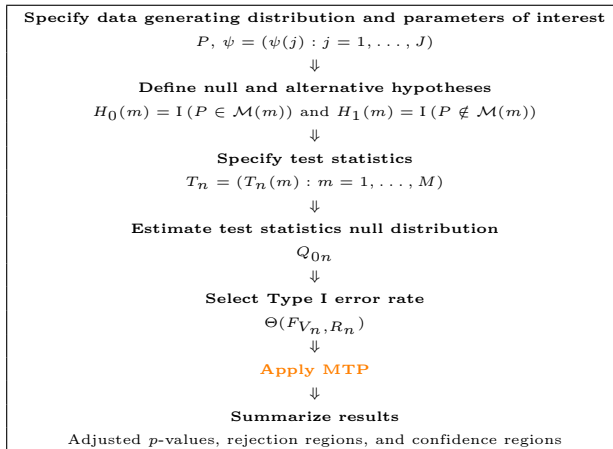 Specify data generating distribution and parameters of interest
P, ψ = (ψ(j) : j = 1, . . . , J)
⇓
Define null and alternative hypotheses
H₀(m) = I (P ∈ ℳ(m)) and H₁(m) = I (P ∉ ℳ(m))
⇓
Specify test statistics
Tₙ = (Tₙ(m) : m = 1, . . . , M)
⇓
Estimate test statistics null distribution
Q₀ₙ
⇓
Select Type I error rate
Θ(F_{Vₙ,Rₙ})
⇓
Apply MTP
⇓
Summarize results
Adjusted p-values, rejection regions, and confidence regions